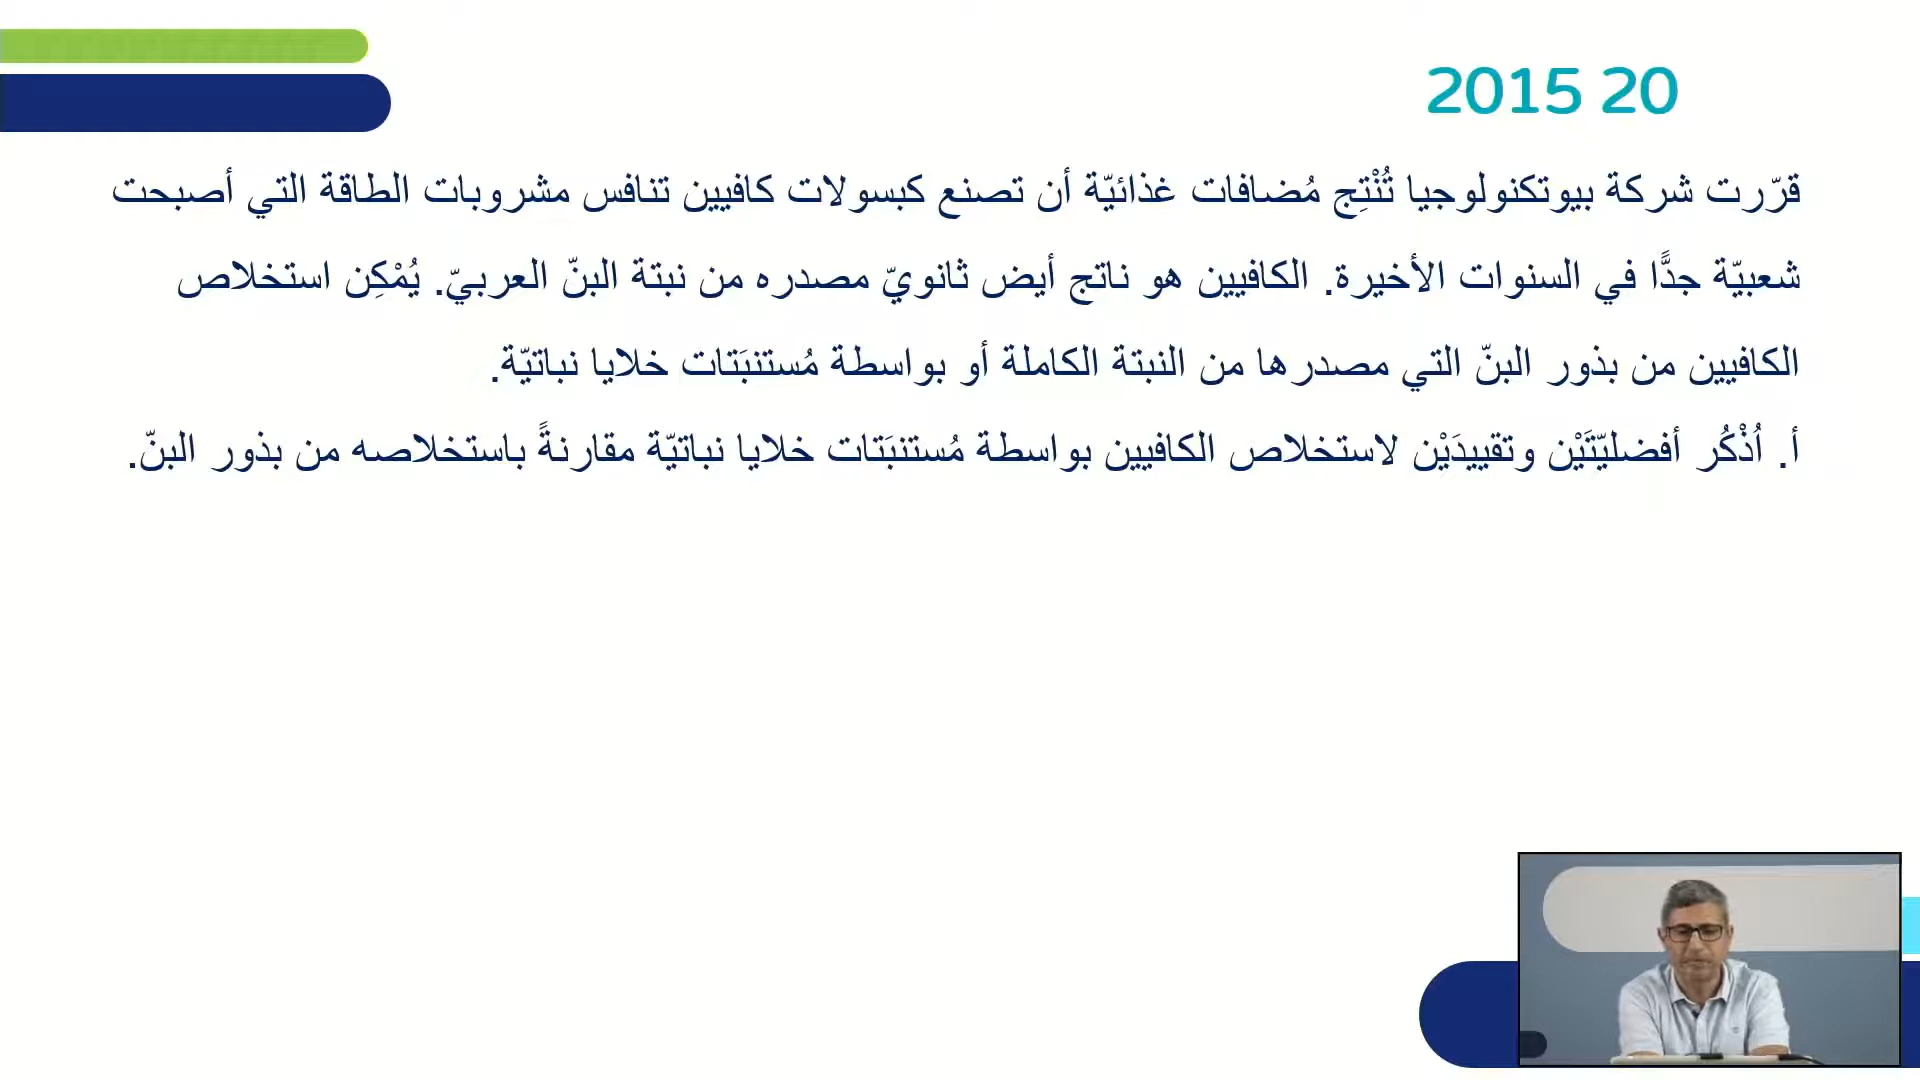 2015 20
قرّرت شركة بيوتكنولوجيا تُنْتِج مُضافات غذائيّة أن تصنع كبسولات كافيين تنافس مشروبات الطاقة التي أصبحت
شعبيّة جدًّا في السنوات الأخيرة. الكافيين هو ناتج أيض ثانويّ مصدره من نبتة البنّ العربيّ. يُمْكِن استخلاص
الكافيين من بذور البنّ التي مصدرها من النبتة الكاملة أو بواسطة مُستنبَتات خلايا نباتيّة.
أ. اُذْكُر أفضليّتَيْن وتقييدَيْن لاستخلاص الكافيين بواسطة مُستنبَتات خلايا نباتيّة مقارنةً باستخلاصه من بذور البنّ.